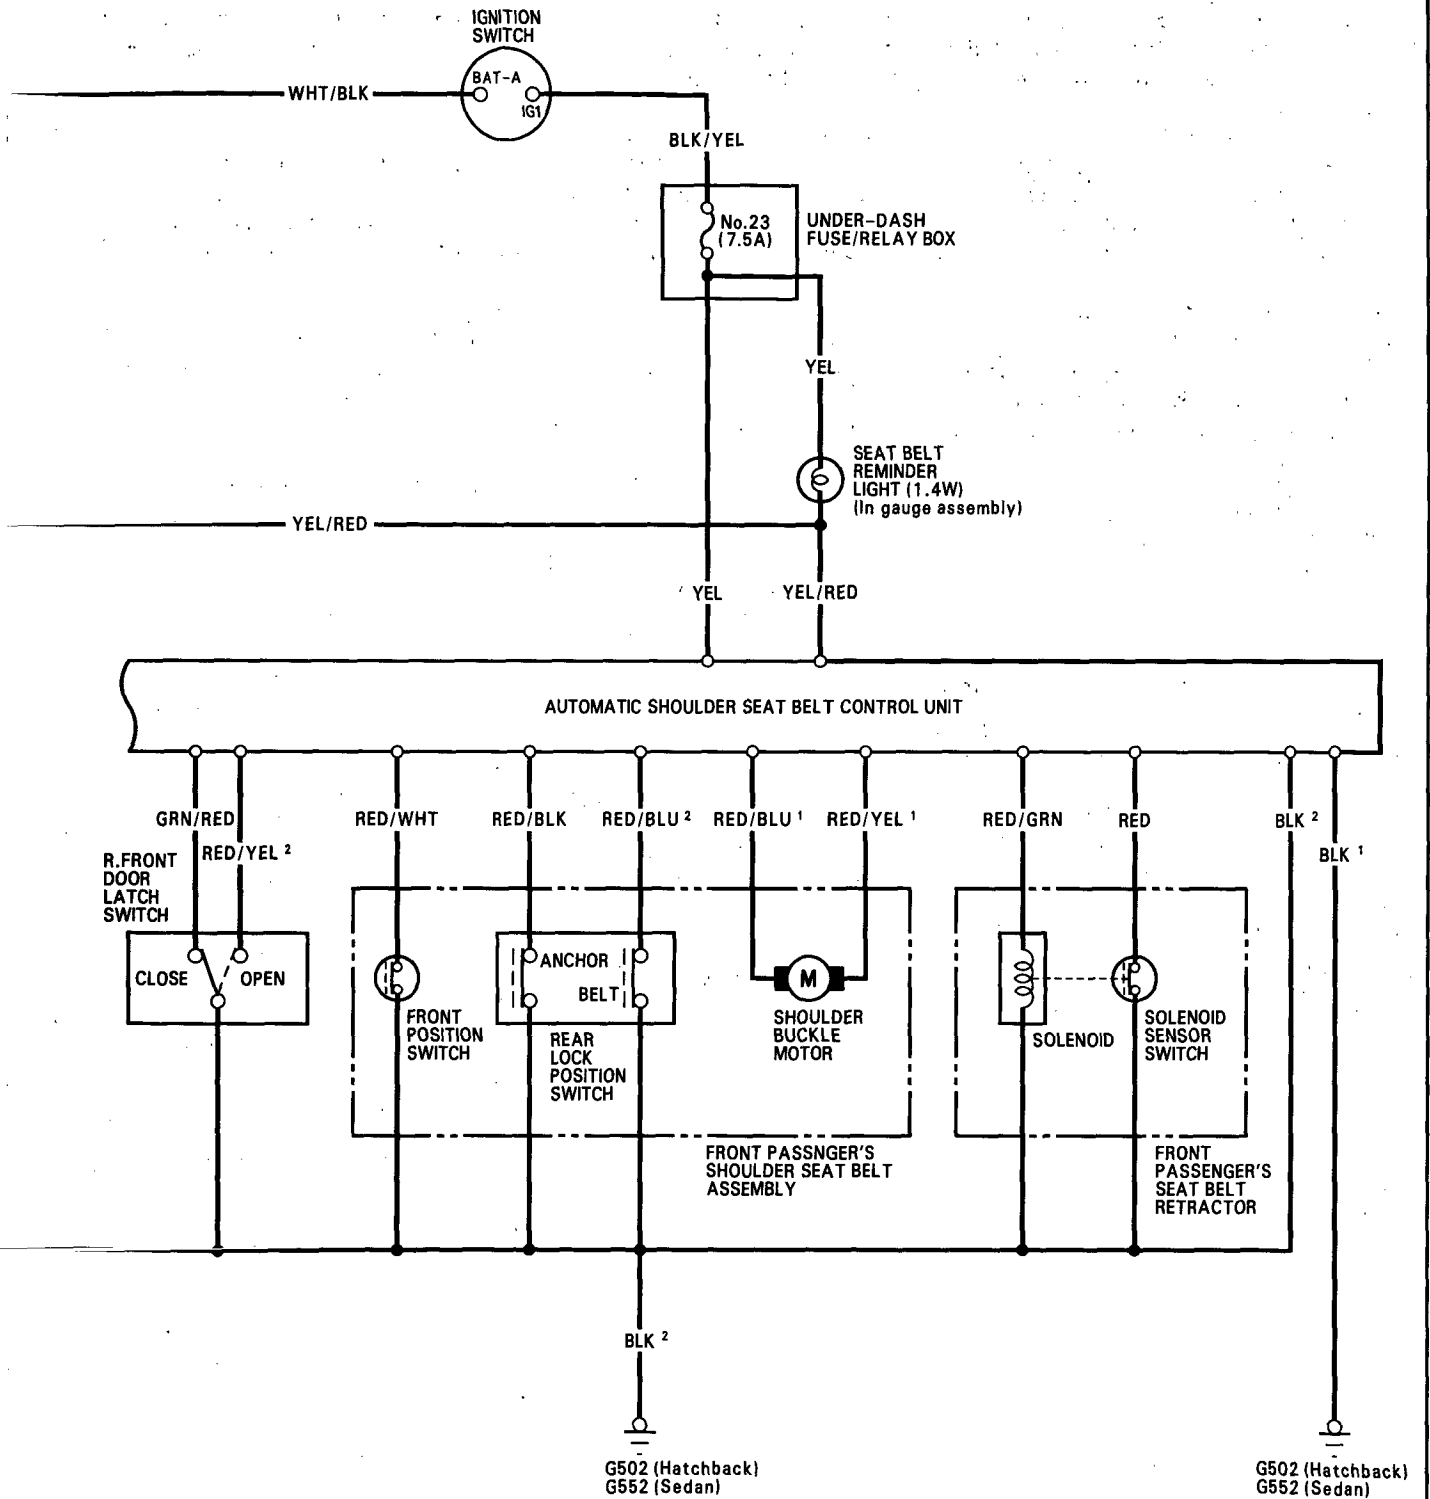 IGNITION
SWITCH
BAT-A
IG1
WHT/BLK
BLK/YEL
No.23
(7.5A)
UNDER-DASH
FUSE/RELAY BOX
YEL
SEAT BELT
REMINDER
LIGHT (1.4W)
(In gauge assembly)
YEL/RED
YEL
YEL/RED
AUTOMATIC SHOULDER SEAT BELT CONTROL UNIT
GRN/RED
RED/WHT
RED/BLK
RED/BLU 2
RED/BLU 1
RED/YEL 1
RED/GRN
RED
BLK 2
RED/YEL 2
BLK 1
R.FRONT
DOOR
LATCH
SWITCH
CLOSE
OPEN
ANCHOR
BELT
M
FRONT
POSITION
SWITCH
REAR
LOCK
POSITION
SWITCH
SHOULDER
BUCKLE
MOTOR
SOLENOID
SOLENOID
SENSOR
SWITCH
FRONT PASSNGER'S
SHOULDER SEAT BELT
ASSEMBLY
FRONT
PASSENGER'S
SEAT BELT
RETRACTOR
BLK 2
G502 (Hatchback)
G552 (Sedan)
G502 (Hatchback)
G552 (Sedan)